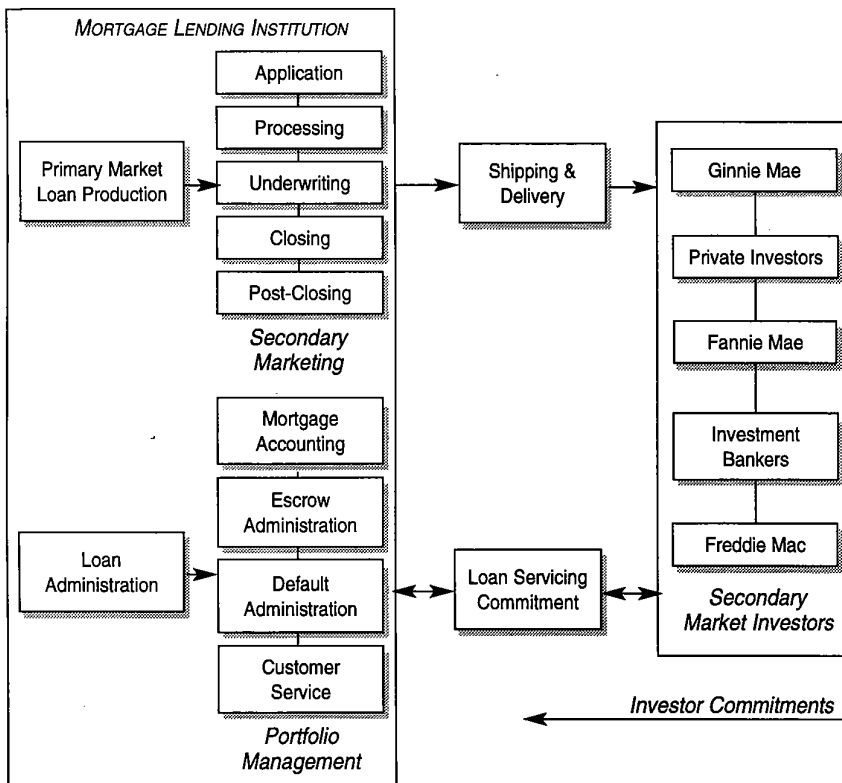 MORTGAGE LENDING INSTITUTION
Application
Processing
Primary Market
Loan Production
Underwriting
Closing
Post-Closing
Secondary
Marketing
Shipping &
Delivery
Ginnie Mae
Private Investors
Fannie Mae
Investment
Bankers
Freddie Mac
Secondary
Market Investors
Mortgage
Accounting
Escrow
Administration
Loan
Administration
Default
Administration
Customer
Service
Portfolio
Management
Loan Servicing
Commitment
Investor Commitments